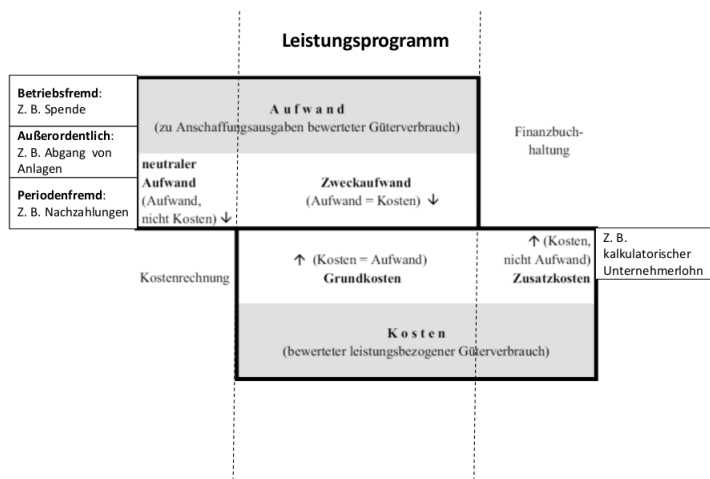 Leistungsprogramm
Betriebsfremd:
Z. B. Spende
Außerordentlich:
Z. B. Abgang von
Anlagen
Periodenfremd:
Z. B. Nachzahlungen
Aufwand
(zu Anschaffungsausgaben bewerteter Güterverbrauch)
neutraler
Aufwand
(Aufwand,
nicht Kosten) ↓
Zweckaufwand
(Aufwand = Kosten) ↓
Finanzbuch-
haltung
Kostenrechnung
↑ (Kosten = Aufwand)
Grundkosten
↑ (Kosten,
nicht Aufwand)
Zusatzkosten
Z. B.
kalkulatorischer
Unternehmerlohn
Kosten
(bewerteter leistungsbezogener Güterverbrauch)